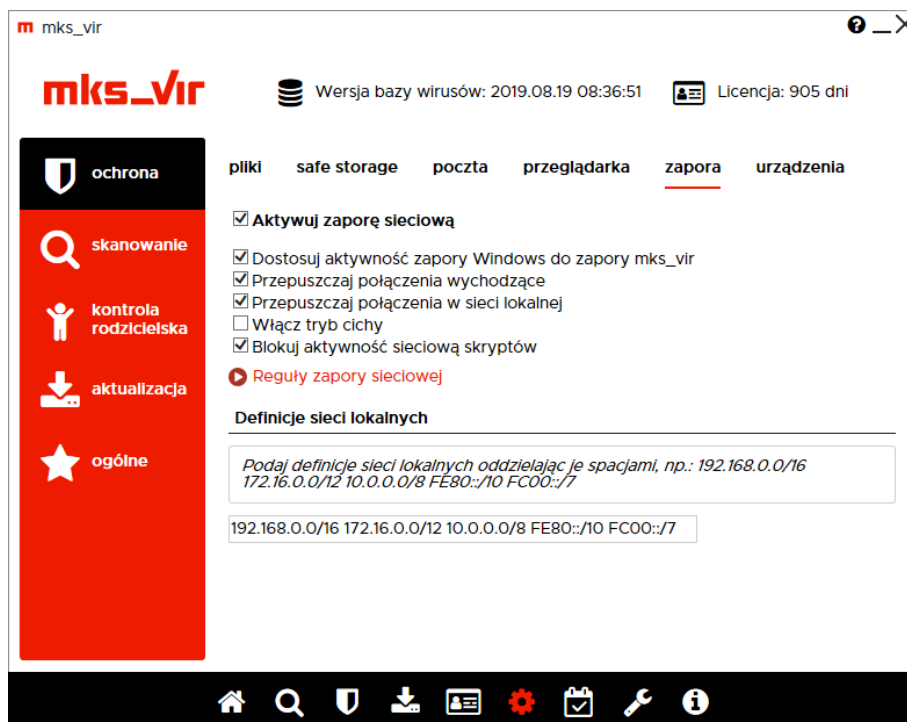 mks_vir
mks_vir
Wersja bazy wirusów: 2019.08.19 08:36:51
Licencja: 905 dni
ochrona
skanowanie
kontrola
rodzicielska
aktualizacja
ogólne
pliki safe storage poczta przeglądarka zapora urządzenia
Aktywuj zaporę sieciową
Dostosuj aktywność zapory Windows do zapory mks_vir
Przepuszczaj połączenia wychodzące
Przepuszczaj połączenia w sieci lokalnej
Włącz tryb cichy
Blokuj aktywność sieciową skryptów
Reguły zapory sieciowej
Definicje sieci lokalnych
Podaj definicje sieci lokalnych oddzielając je spacjami, np.: 192.168.0.0/16
172.16.0.0/12 10.0.0.0/8 FE80::/10 FC00::/7
192.168.0.0/16 172.16.0.0/12 10.0.0.0/8 FE80::/10 FC00::/7